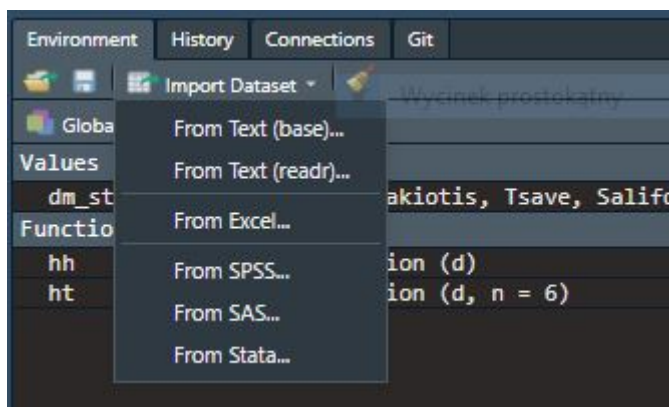 Environment History Connections Git
Import Dataset
Wycinek prostokątny
Globa
From Text (base)...
Values
From Text (readr)...
dm_st akiotis, Tsave, Salifo
From Excel...
Functio
hh ion (d)
From SPSS...
ht ion (d, n = 6)
From SAS...
From Stata...